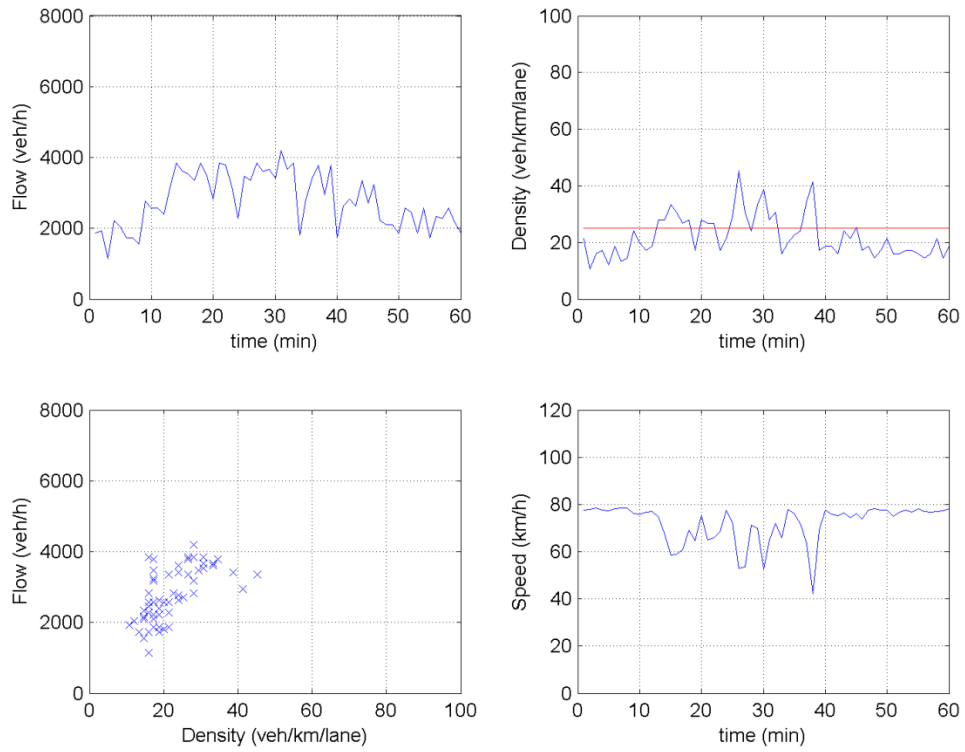 8000
6000
4000
2000
0
Flow (veh/h)
0 10 20 30 40 50 60
time (min)
100
80
60
40
20
0
Density (veh/km/lane)
0 10 20 30 40 50 60
time (min)
8000
6000
4000
2000
0
Flow (veh/h)
0 20 40 60 80 100
Density (veh/km/lane)
120
100
80
60
40
20
0
Speed (km/h)
0 10 20 30 40 50 60
time (min)